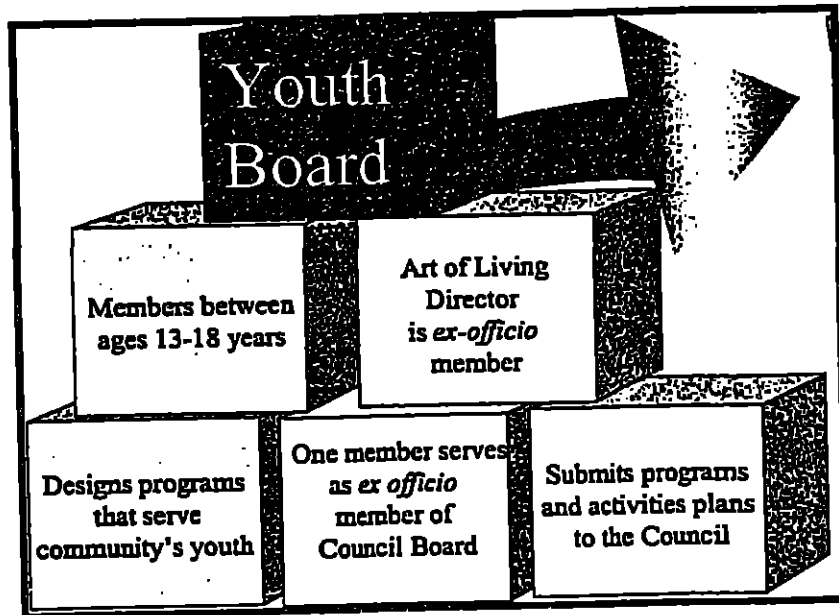 Youth
Board
Members between
ages 13-18 years
Art of Living
Director
is ex-officio
member
Designs programs
that serve
community's youth
One member serves
as ex officio
member of
Council Board
Submits programs
and activities plans
to the Council